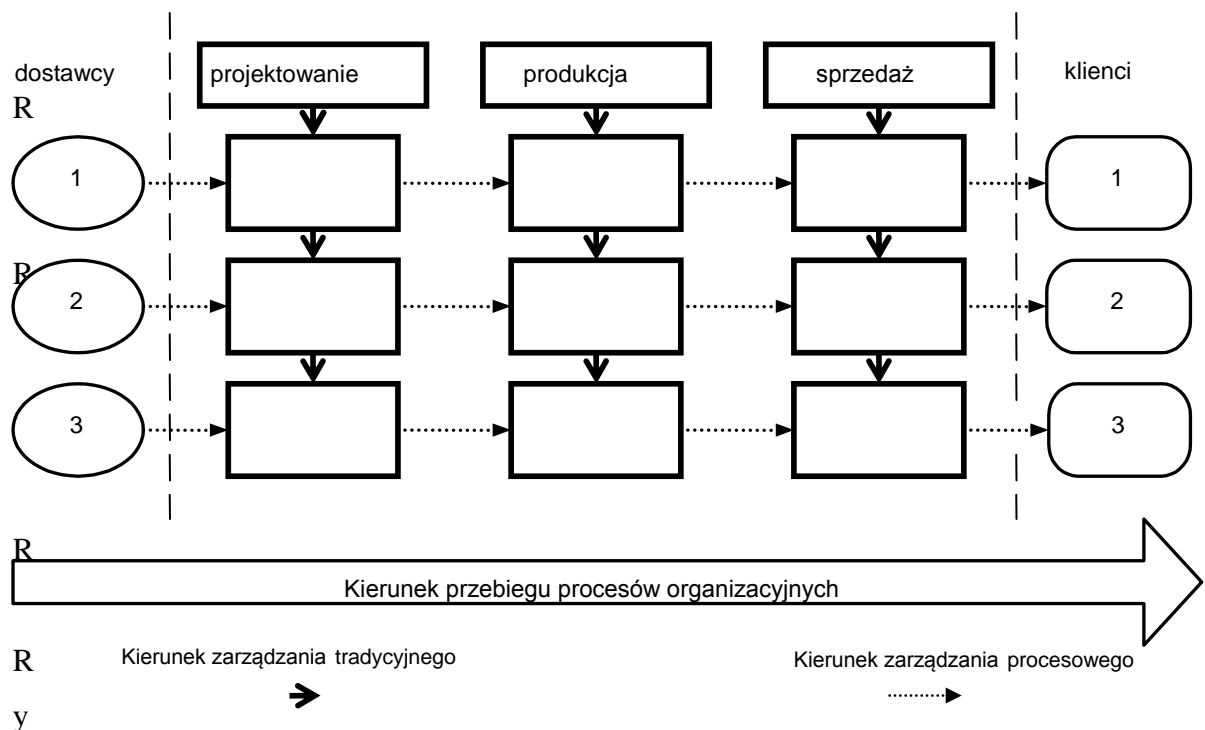 dostawcy projektowanie produkcja sprzedaż klienci
R
1 1
R
2 2
3 3
R
Kierunek przebiegu procesów organizacyjnych
R Kierunek zarządzania tradycyjnego Kierunek zarządzania procesowego
y